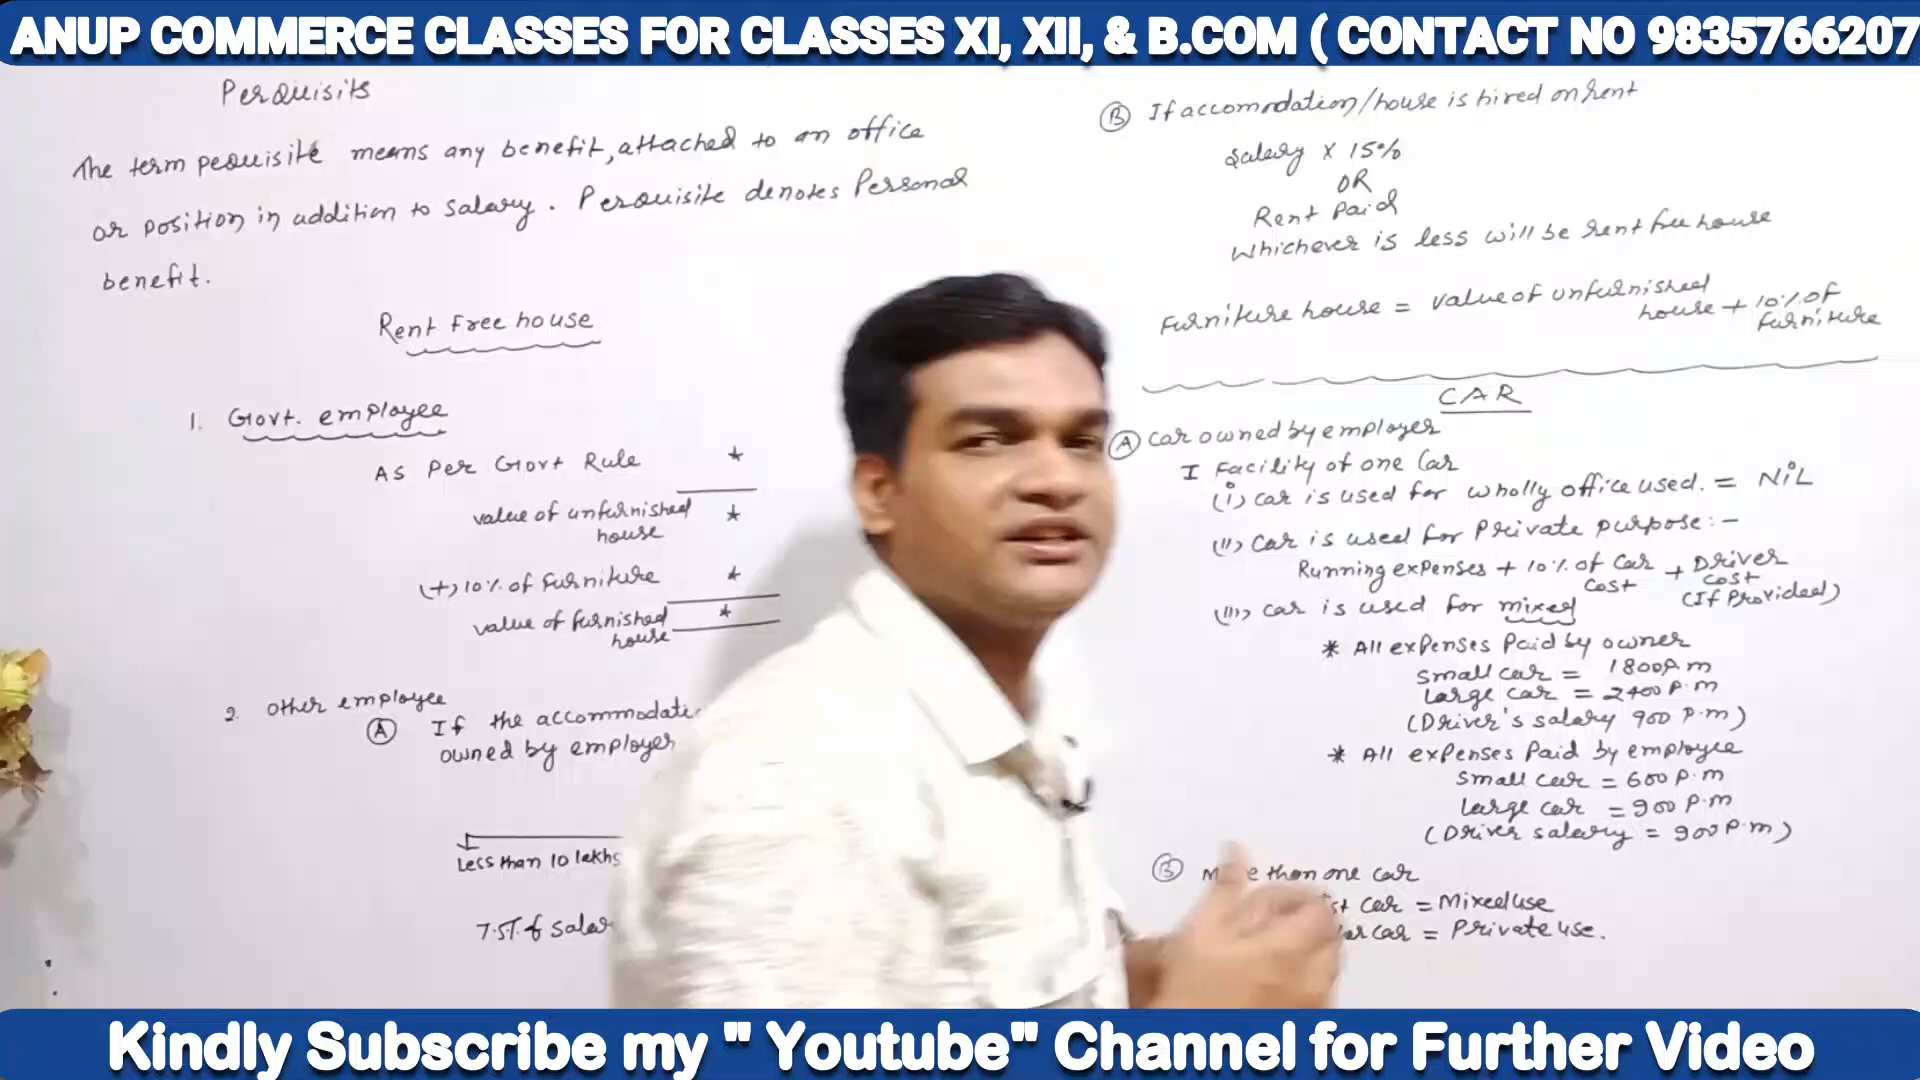 ANUP COMMERCE CLASSES FOR CLASSES XI, XII, & B.COM ( CONTACT NO 9835766207
Perquisits
The term pequisite means any benefit, attached to an office
or position in addition to salary. Perquisite denotes Personal
benefit.
Rent Free house
1. Govt. employee
As Per Govt Rule *
value of unfurnished house *
(+) 10% of furniture *
value of furnished house *
2. other employee
(A) If the accommodati
owned by employer
Less than 10 lakhs
7.5% of Salar
(B) If accomodation/house is hired on rent
Salary X 15%
OR
Rent Paid
Whichever is less will be rent free house
Furniture house = value of unfurnished
house + 10% of
furniture
CAR
(A) Car owned by employer
I Facility of one Car
(i) Car is used for wholly office used. = NiL
(ii) Car is used for Private purpose:-
Running expenses + 10% of Car cost + Driver cost
(If Provided)
(iii) Car is used for mixed
* All expenses Paid by owner
Small car = 1800 P.m
Large car = 2400 P.m
(Driver's salary 900 P.m)
* All expenses Paid by employee
Small car = 600 P.m
Large car = 900 P.m
(Driver salary = 900 P.m)
(B) M e than one car
st car = Mixed use
car = Private use.
Kindly Subscribe my " Youtube" Channel for Further Video